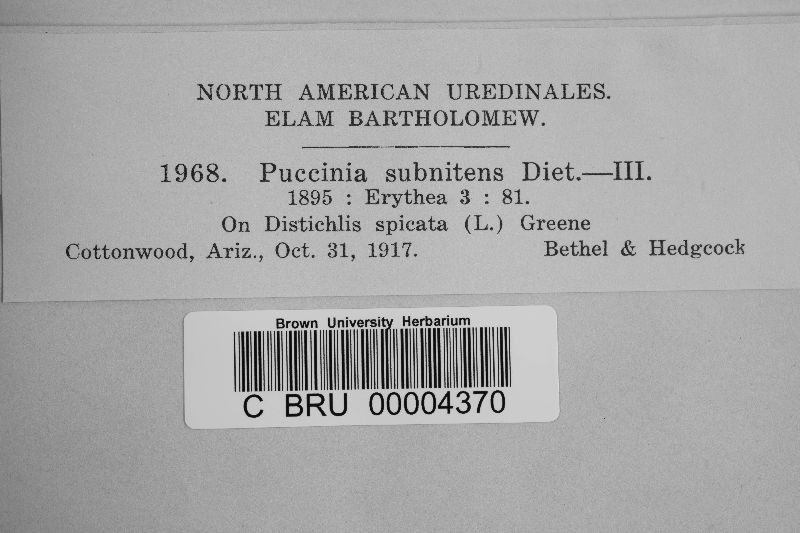 NORTH AMERICAN UREDINALES.
ELAM BARTHOLOMEW.
1968. Puccinia subnitens Diet.—III.
1895 : Erythea 3 : 81.
On Distichlis spicata (L.) Greene
Cottonwood, Ariz., Oct. 31, 1917. Bethel & Hedgcock
Brown University Herbarium
C BRU 00004370